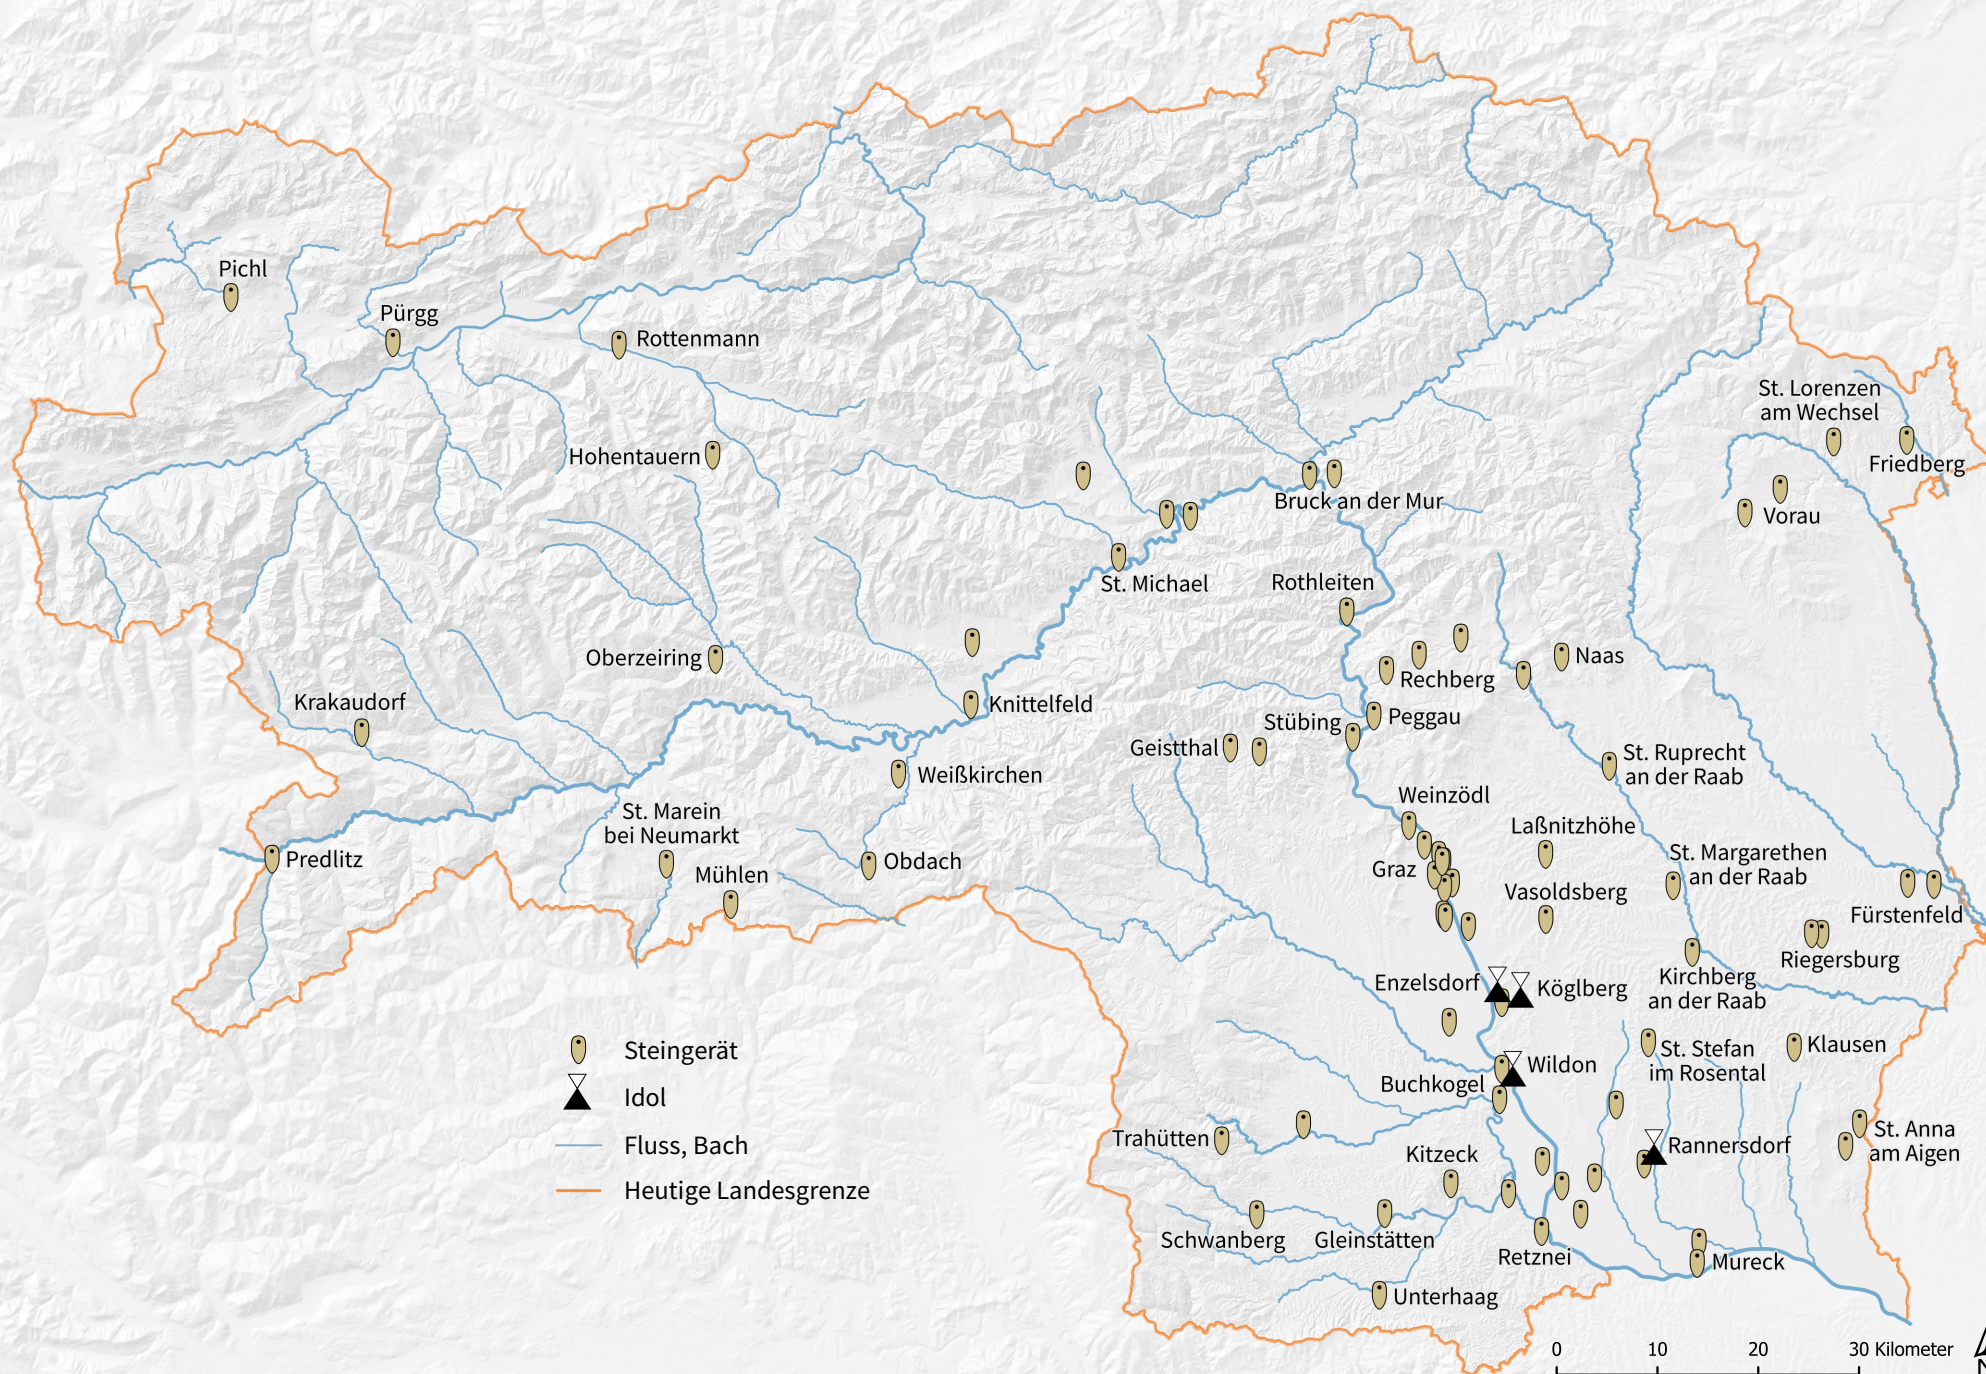 Pichl
Pürgg
Rottenmann
St. Lorenzen
am Wechsel
Hohentauern
Friedberg
Bruck an der Mur
Vorau
St. Michael
Rothleiten
Oberzeiring
Naas
Rechberg
Krakaudorf
Knittelfeld
Stübing
Peggau
Geistthal
St. Ruprecht
an der Raab
Weißkirchen
Weinzödl
St. Marein
bei Neumarkt
Laßnitzhöhe
St. Margarethen
an der Raab
Predlitz
Obdach
Mühlen
Graz
Vasoldsberg
Fürstenfeld
Riegersburg
Enzelsdorf
Köglberg
Kirchberg
an der Raab
Klausen
St. Stefan
im Rosental
Wildon
Buchkogel
Trahütten
Kitzeck
Rannersdorf
St. Anna
am Aigen
Schwanberg
Gleinstätten
Retznei
Mureck
Unterhaag
Steingerät
Idol
Fluss, Bach
Heutige Landesgrenze
0 10 20 30 Kilometer